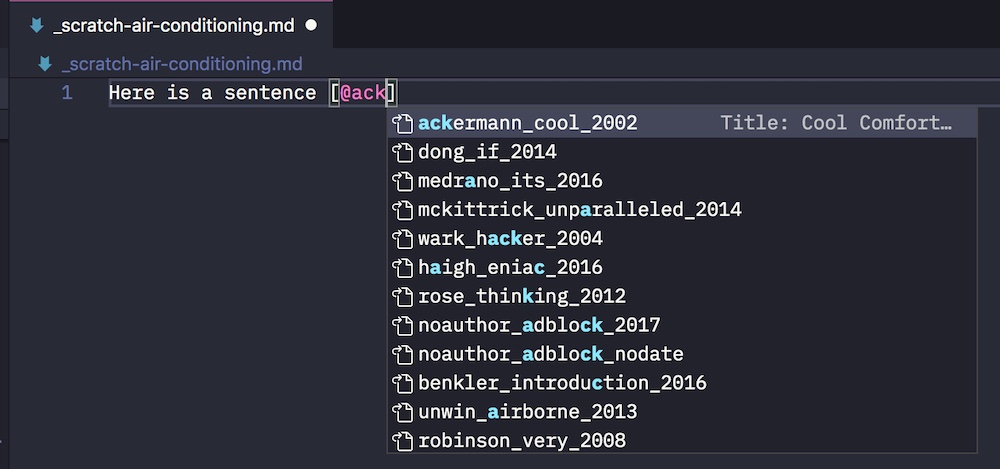 _scratch-air-conditioning.md
_scratch-air-conditioning.md
1 Here is a sentence [@ack]
ackermann_cool_2002 Title: Cool Comfort…
dong_if_2014
medrano_its_2016
mckittrick_unparalleled_2014
wark_hacker_2004
haigh_eniac_2016
rose_thinking_2012
noauthor_adblock_2017
noauthor_adblock_nodate
benkler_introduction_2016
unwin_airborne_2013
robinson_very_2008